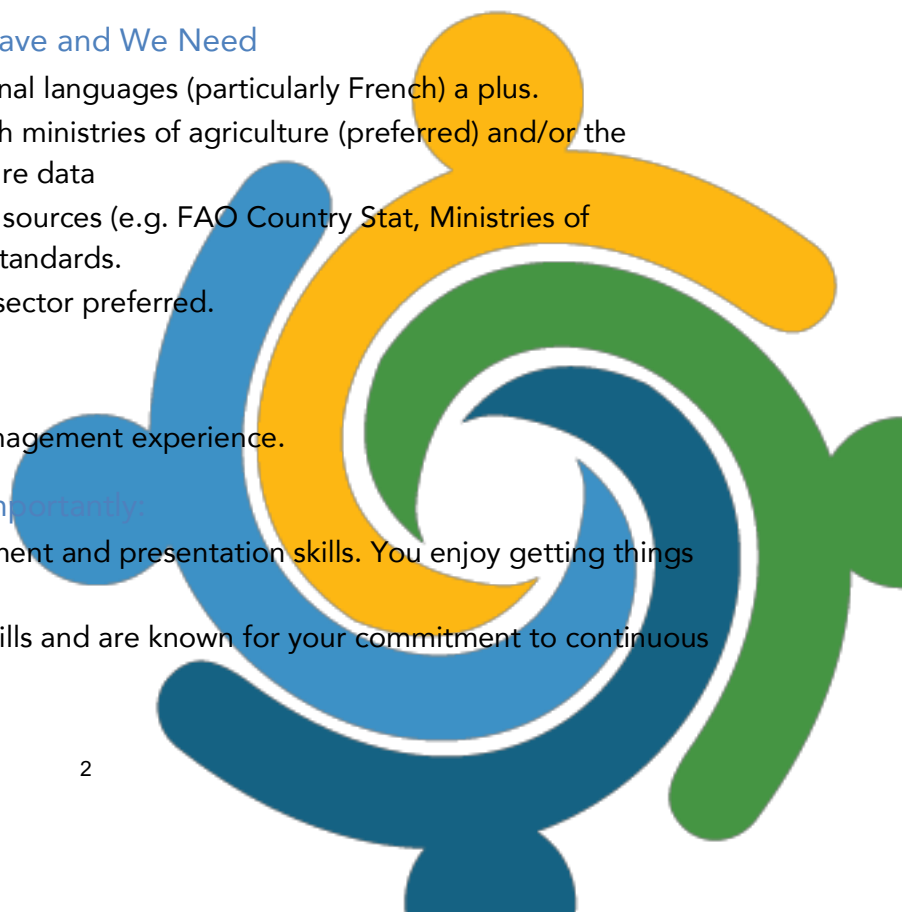 ave and We Need
nal languages (particularly French) a plus.
h ministries of agriculture (preferred) and/or the
re data
sources (e.g. FAO Country Stat, Ministries of
tandards.
sector preferred.
nagement experience.
mportantly:
ment and presentation skills. You enjoy getting things
ills and are known for your commitment to continuous
2